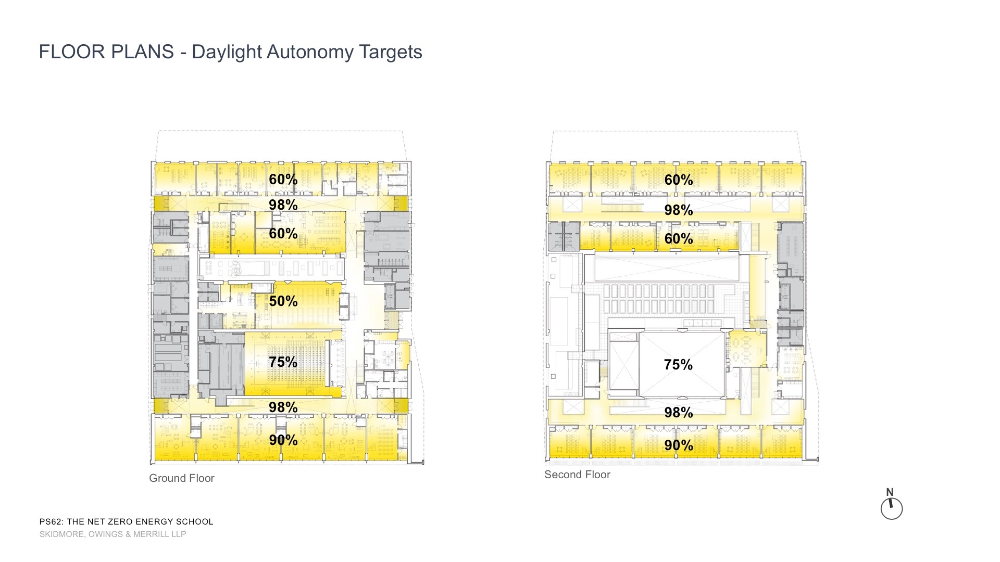 FLOOR PLANS - Daylight Autonomy Targets
60%
98%
60%
50%
75%
98%
90%
Ground Floor
60%
98%
60%
75%
98%
90%
Second Floor
N
PS62: THE NET ZERO ENERGY SCHOOL
SKIDMORE, OWINGS & MERRILL LLP